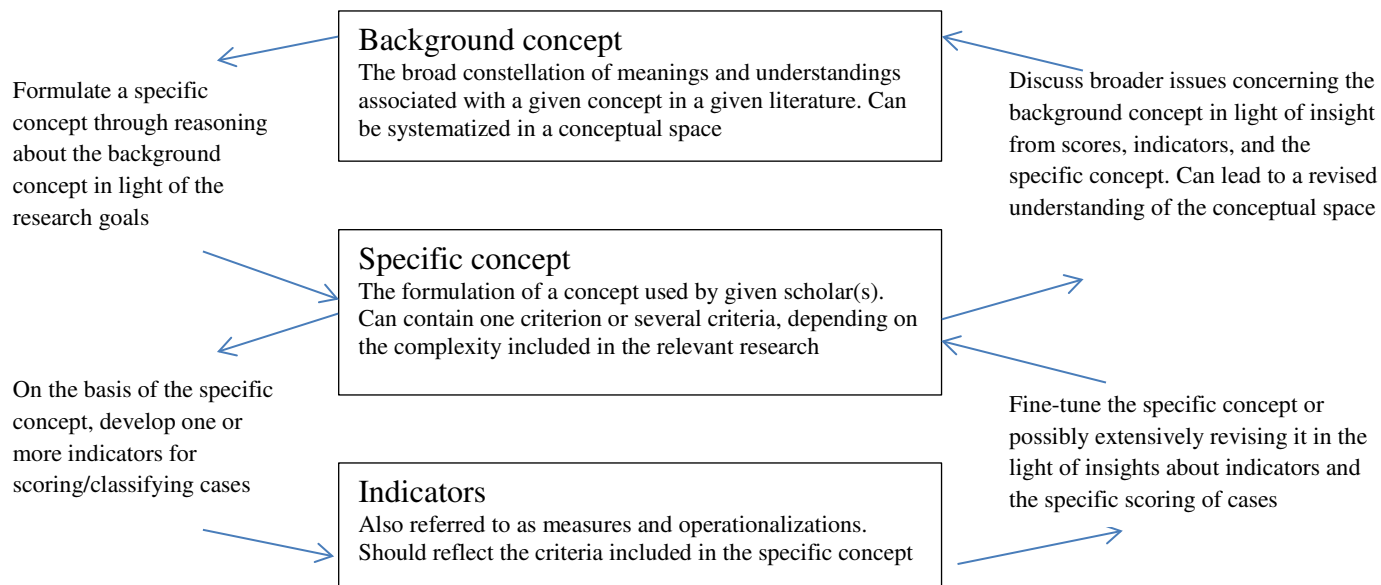 Background concept
The broad constellation of meanings and understandings
associated with a given concept in a given literature. Can
be systematized in a conceptual space
Formulate a specific
concept through reasoning
about the background
concept in light of the
research goals
Discuss broader issues concerning the
background concept in light of insight
from scores, indicators, and the
specific concept. Can lead to a revised
understanding of the conceptual space
Specific concept
The formulation of a concept used by given scholar(s).
Can contain one criterion or several criteria, depending on
the complexity included in the relevant research
On the basis of the specific
concept, develop one or
more indicators for
scoring/classifying cases
Fine-tune the specific concept or
possibly extensively revising it in the
light of insights about indicators and
the specific scoring of cases
Indicators
Also referred to as measures and operationalizations.
Should reflect the criteria included in the specific concept